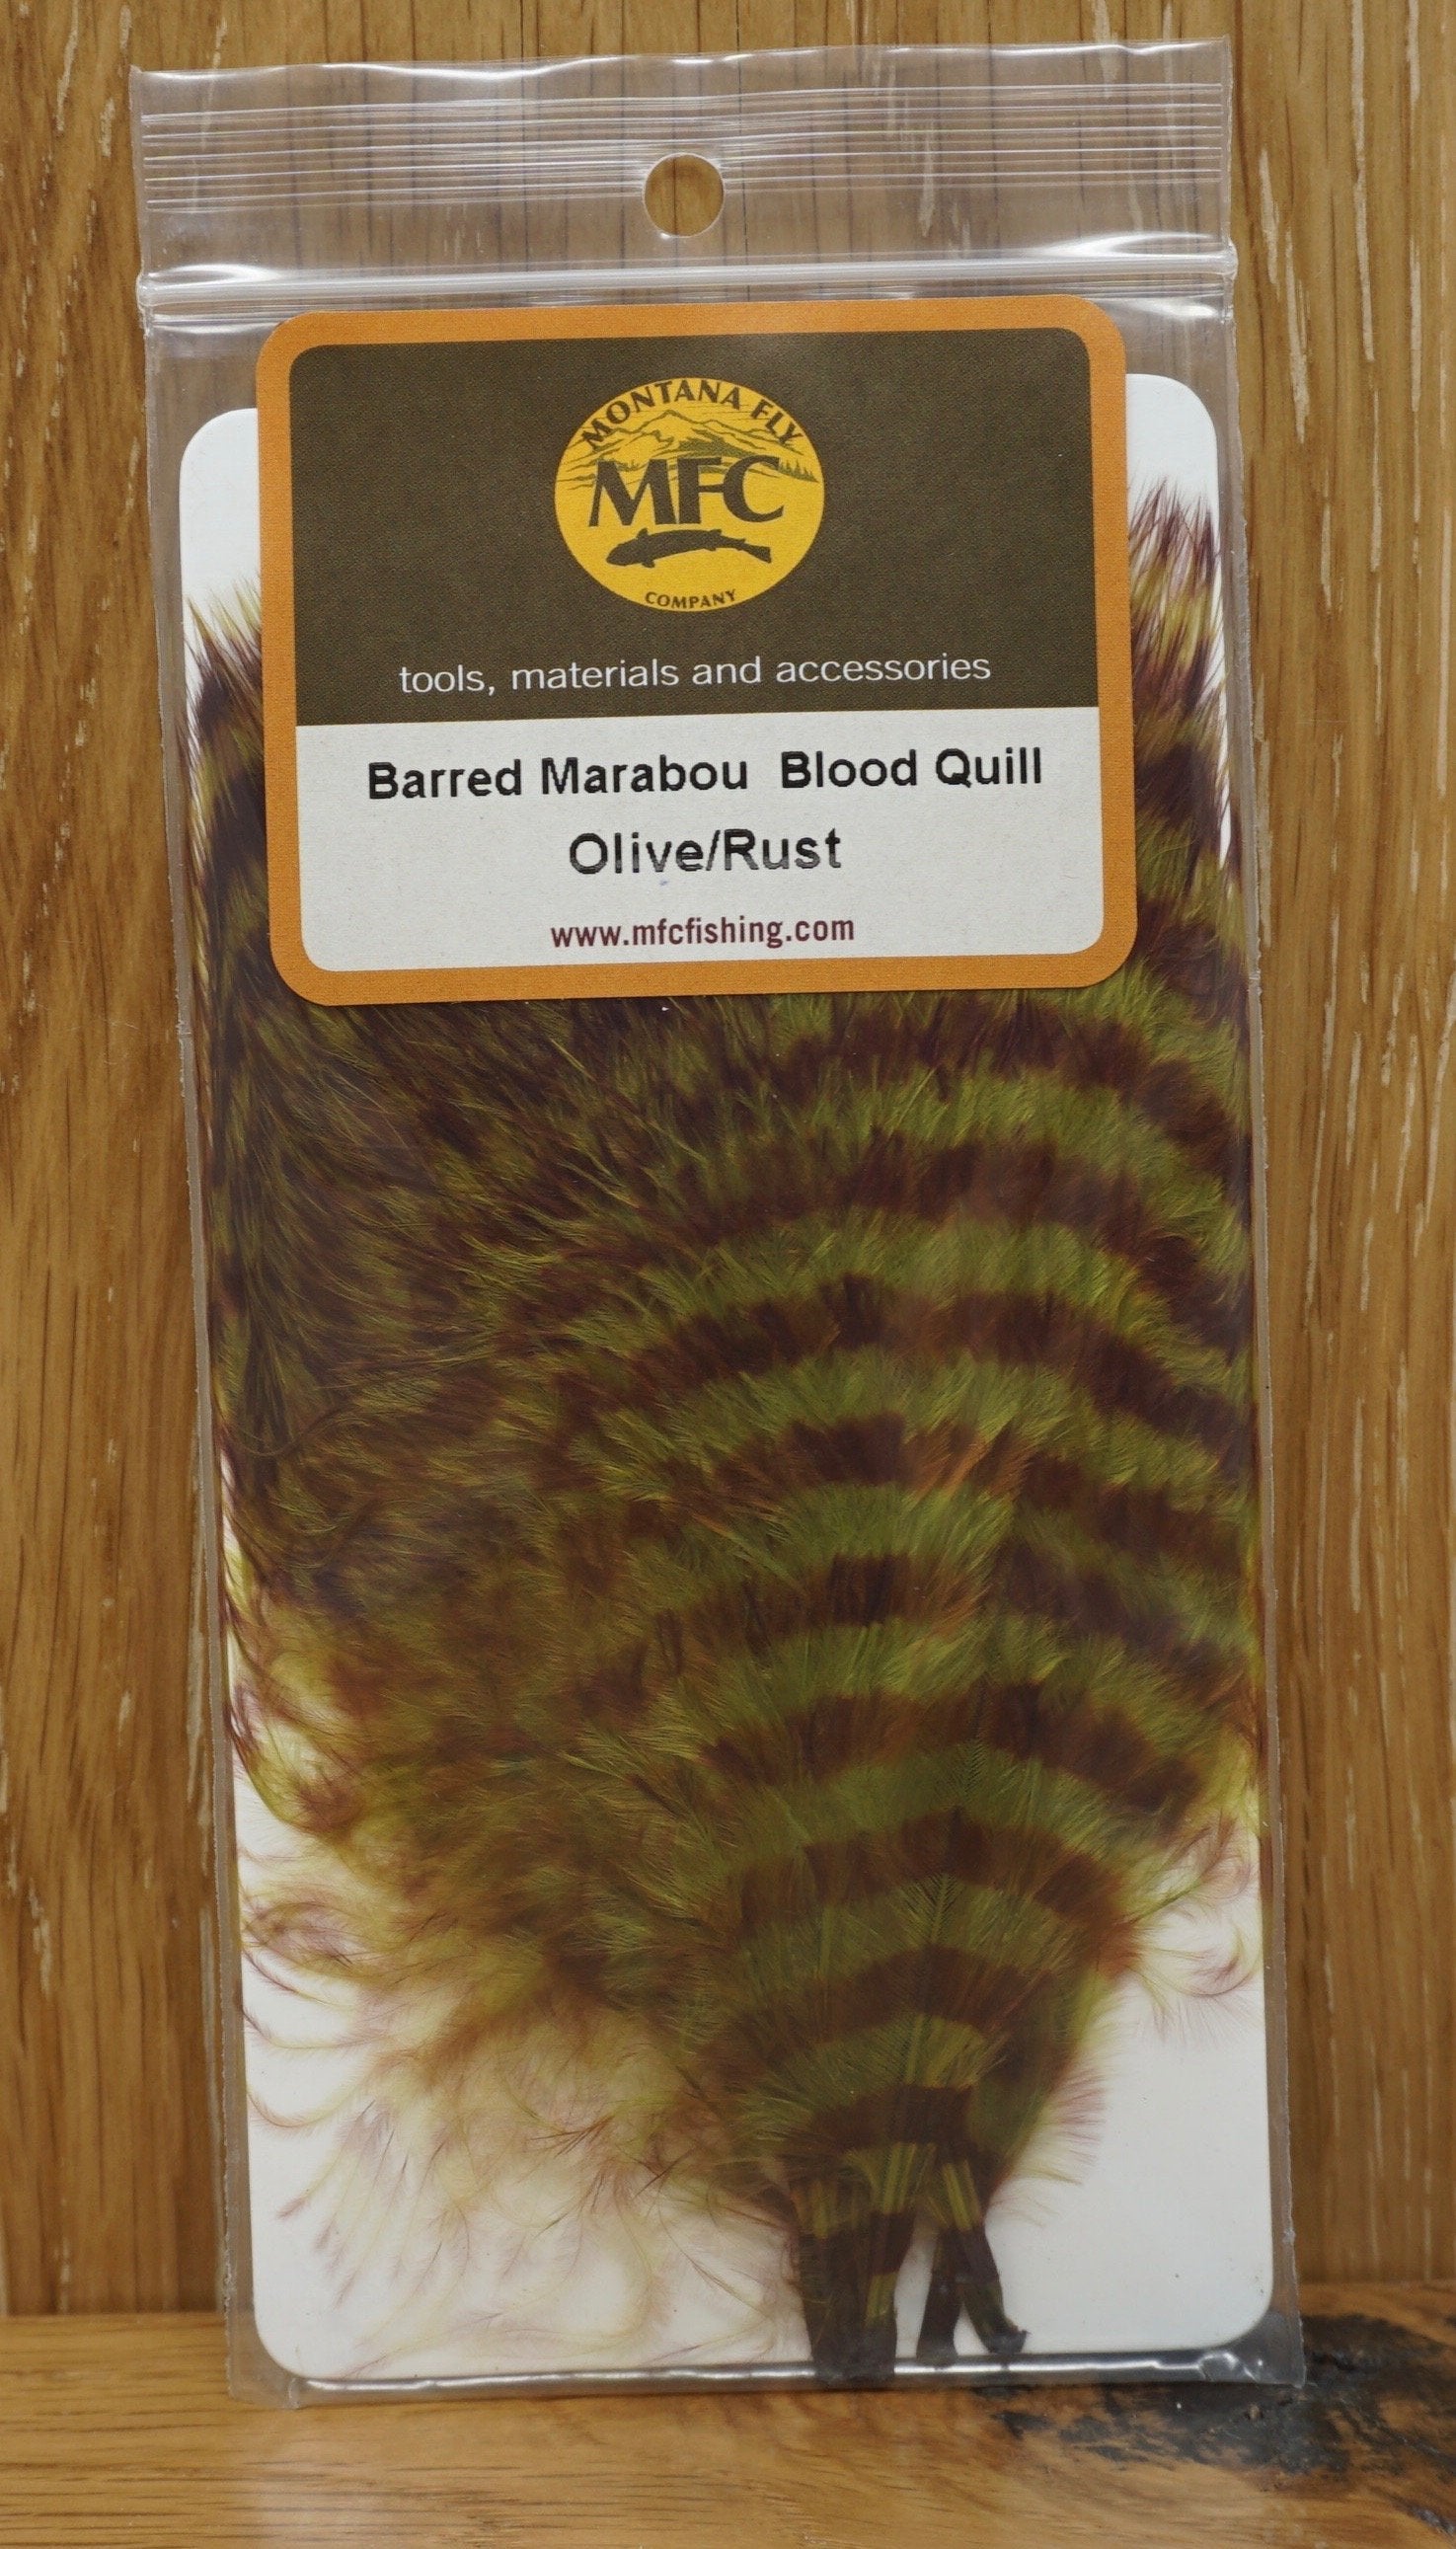 MONTANA FLY
MFC
COMPANY
tools, materials and accessories
Barred Marabou Blood Quill
Olive/Rust
www.mfcfishing.com